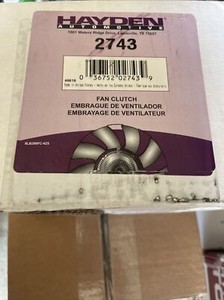 HAYDEN
AUTOMOTIVE
1801 Waters Ridge Drive, Lewisville, TX 75057
2743
0 36752 02743 9
FAN CLUTCH
EMBRAGUE DE VENTILADOR
EMBRAYAGE DE VENTILATEUR